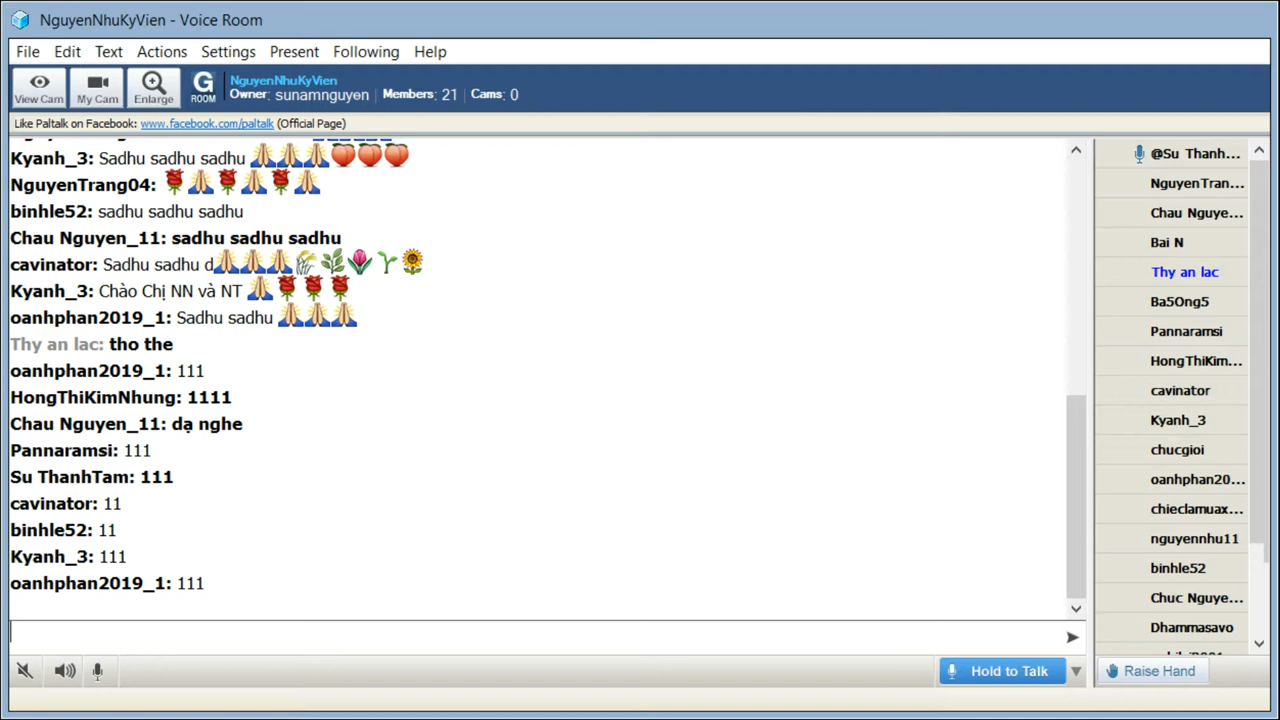 NguyenNhuKyVien - Voice Room
File Edit Text Actions Settings Present Following Help
View Cam
My Cam
Enlarge
G
ROOM
NguyenNhuKyVien
Owner: sunamnguyen Members: 21 Cams: 0
Like Paltalk on Facebook: www.facebook.com/paltalk (Official Page)
Kyanh_3: Sadhu sadhu sadhu 🙏🙏🙏🍑🍑🍑
NguyenTrang04: 🌹🙏🌹🙏🌹🙏
binhle52: sadhu sadhu sadhu
Chau Nguyen_11: sadhu sadhu sadhu
cavinator: Sadhu sadhu d🙏🙏🙏🌾🌿🌷🌱🌻
Kyanh_3: Chào Chị NN và NT 🙏🌹🌹🌹
oanhphan2019_1: Sadhu sadhu 🙏🙏🙏
Thy an lac: tho the
oanhphan2019_1: 111
HongThiKimNhung: 1111
Chau Nguyen_11: dạ nghe
Pannaramsi: 111
Su ThanhTam: 111
cavinator: 11
binhle52: 11
Kyanh_3: 111
oanhphan2019_1: 111
@Su Thanh...
NguyenTran...
Chau Nguye...
Bai N
Thy an lac
Ba5Ong5
Pannaramsi
HongThiKim...
cavinator
Kyanh_3
chucgioi
oanhphan20...
chieclamuax...
nguyennhu11
binhle52
Chuc Nguye...
Dhammasavo
Hold to Talk
Raise Hand